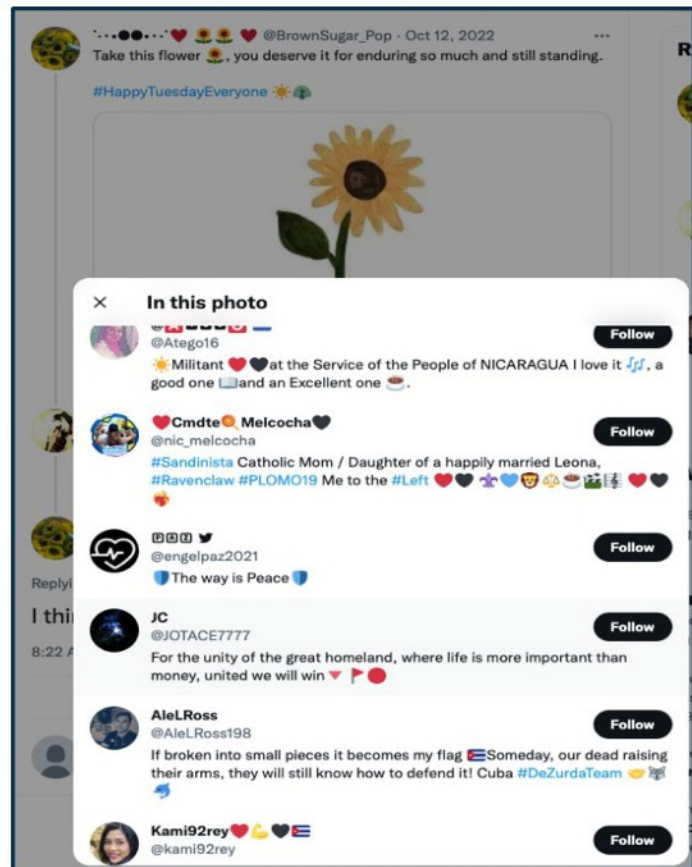 @BrownSugar_Pop · Oct 12, 2022
Take this flower 🌻, you deserve it for enduring so much and still standing.
#HappyTuesdayEveryone
R
In this photo
@Atego16
Follow
☀️Militant ❤️🖤at the Service of the People of NICARAGUA I love it 🎶, a
good one 📖and an Excellent one ☕.
❤️Cmdte🍭Melcocha🖤
@nic_melcocha
Follow
#Sandinista Catholic Mom / Daughter of a happily married Leona,
#Ravenclaw #PLOMO19 Me to the #Left ❤️🖤⚜️💙🦁⚖️☕🎬🎼❤️🖤
❤️‍🔥
PAZ
@engelpaz2021
Follow
🛡️The way is Peace🛡️
JC
@JOTACE7777
Follow
For the unity of the great homeland, where life is more important than
money, united we will win 🔻🚩🔴
AleLRoss
@AleLRoss198
Follow
If broken into small pieces it becomes my flag 🇨🇺Someday, our dead raising
their arms, they will still know how to defend it! Cuba #DeZurdaTeam 🤝🐺
🐬
Kami92rey❤️💪🖤🇨🇺
@kami92rey
Follow
Replyi
I thi
8:22 A